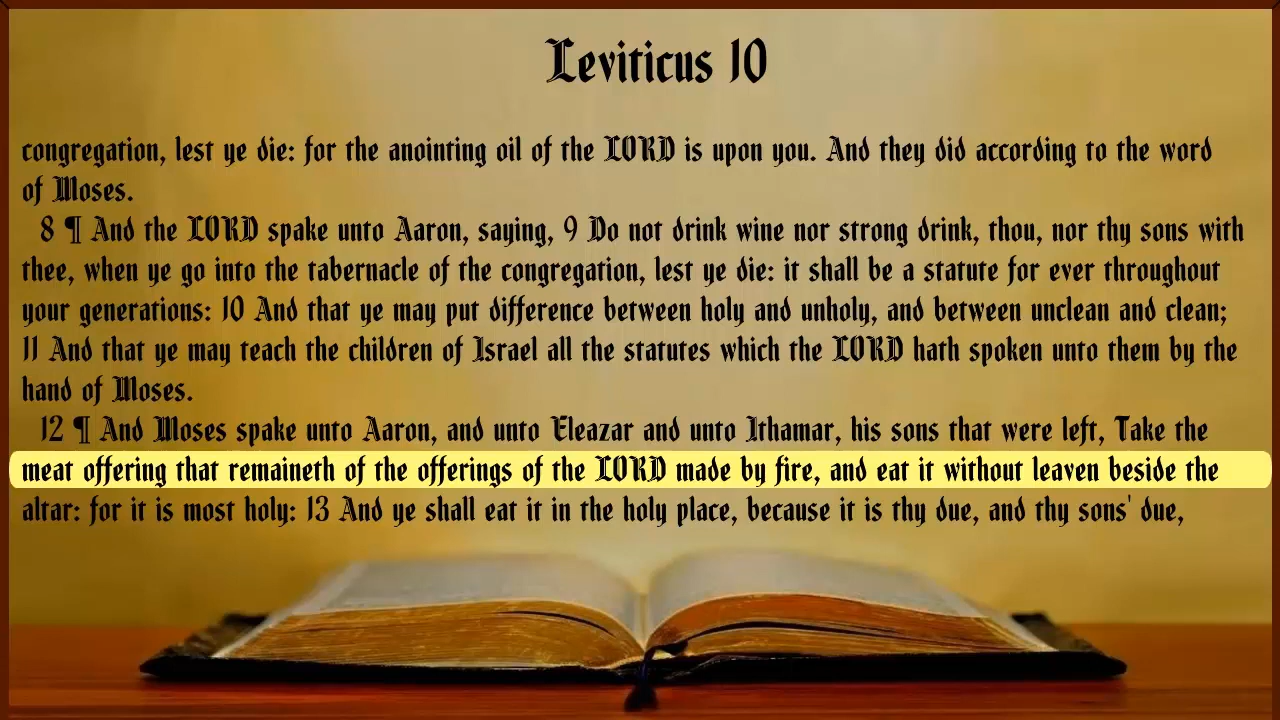 Leviticus 10
congregation, lest ye die: for the anointing oil of the LORD is upon you. And they did according to the word
of Moses.
8 ¶ And the LORD spake unto Aaron, saying, 9 Do not drink wine nor strong drink, thou, nor thy sons with
thee, when ye go into the tabernacle of the congregation, lest ye die: it shall be a statute for ever throughout
your generations: 10 And that ye may put difference between holy and unholy, and between unclean and clean;
11 And that ye may teach the children of Israel all the statutes which the LORD hath spoken unto them by the
hand of Moses.
12 ¶ And Moses spake unto Aaron, and unto Eleazar and unto Ithamar, his sons that were left, Take the
meat offering that remaineth of the offerings of the LORD made by fire, and eat it without leaven beside the
altar: for it is most holy: 13 And ye shall eat it in the holy place, because it is thy due, and thy sons' due,